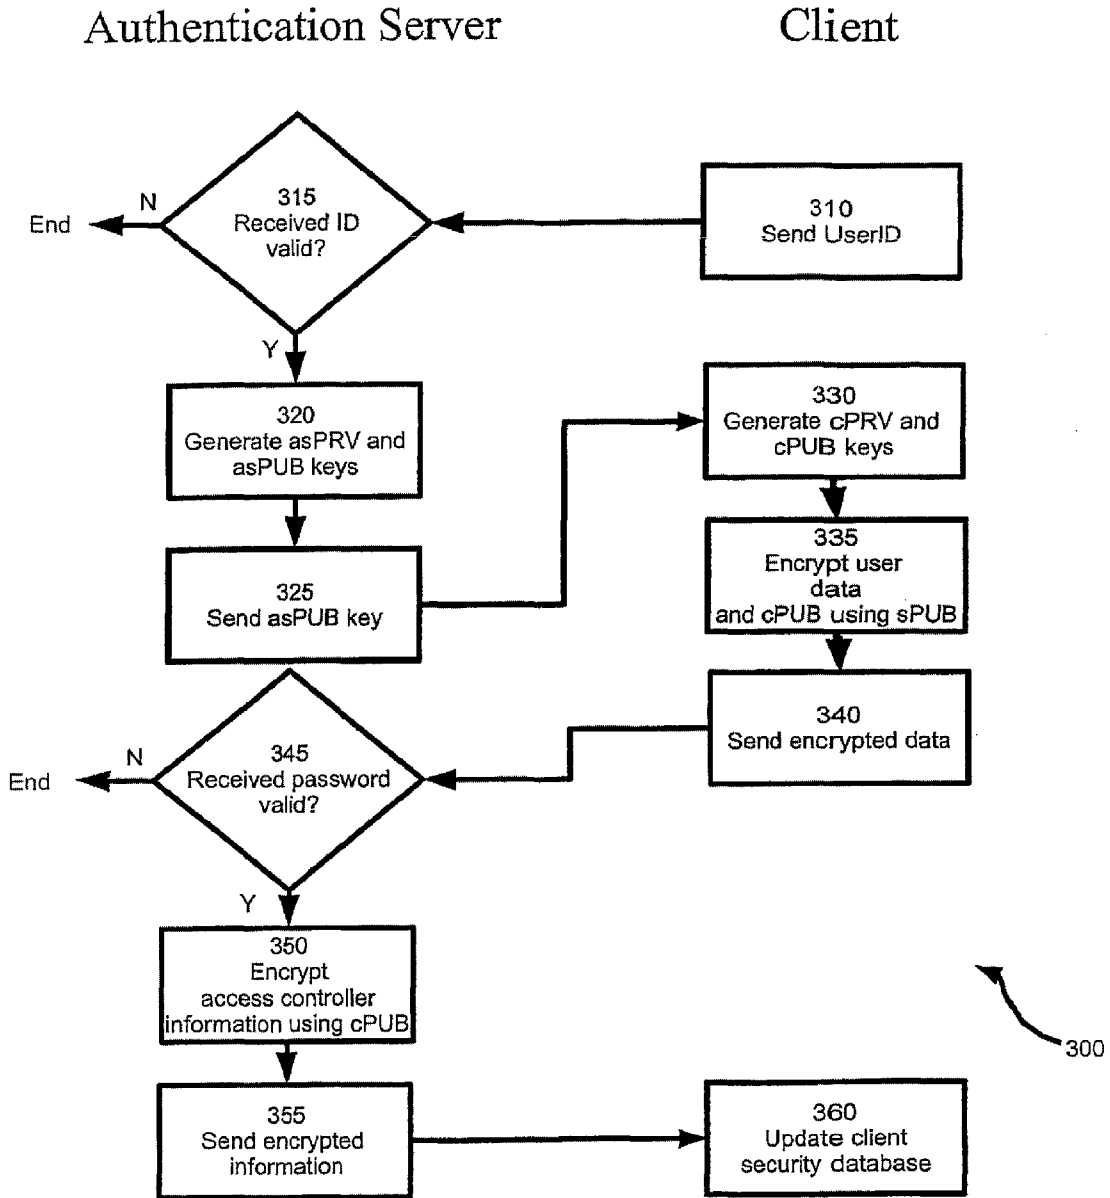 Authentication Server
Client
N
End
315
Received ID
valid?
310
Send UserID
Y
320
Generate asPRV and
asPUB keys
330
Generate cPRV and
cPUB keys
325
Send asPUB key
335
Encrypt user
data
and cPUB using sPUB
340
Send encrypted data
N
End
345
Received password
valid?
Y
350
Encrypt
access controller
information using cPUB
300
355
Send encrypted
information
360
Update client
security database